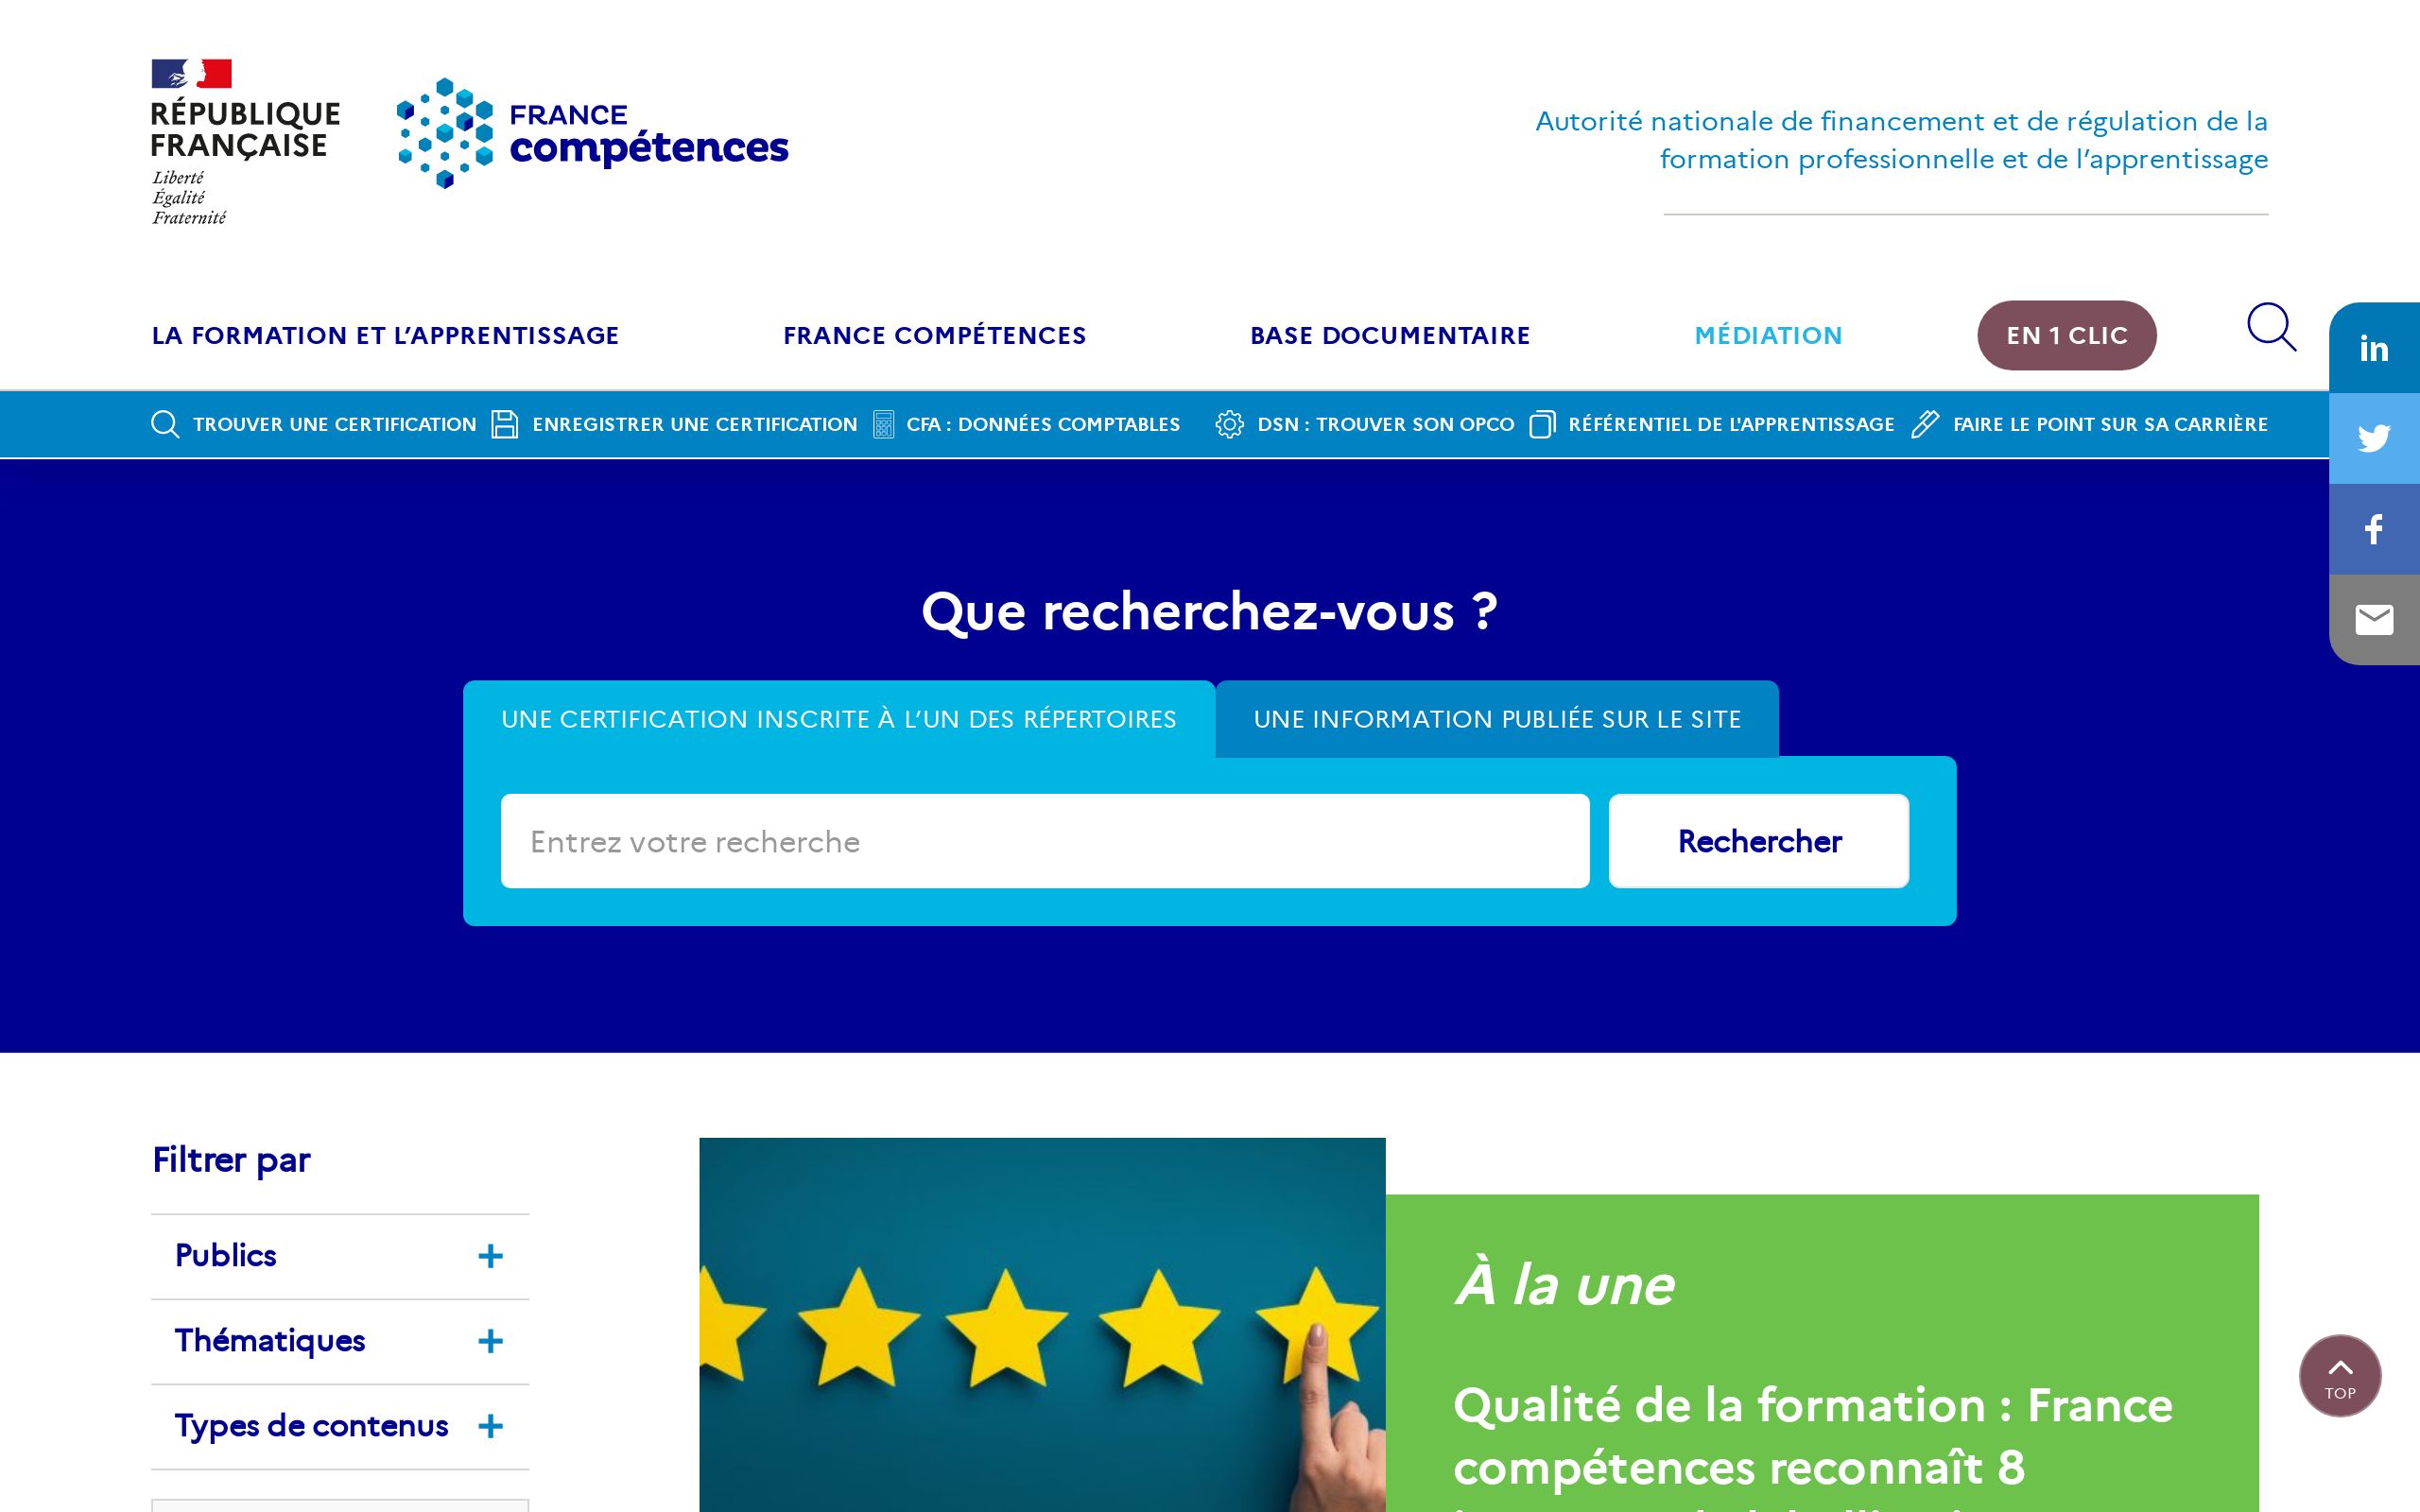 RÉPUBLIQUE
FRANÇAISE
Liberté
Égalité
Fraternité
FRANCE
compétences
Autorité nationale de financement et de régulation de la
formation professionnelle et de l’apprentissage
LA FORMATION ET L’APPRENTISSAGE
FRANCE COMPÉTENCES
BASE DOCUMENTAIRE
MÉDIATION
EN 1 CLIC
in
TROUVER UNE CERTIFICATION
ENREGISTRER UNE CERTIFICATION
CFA : DONNÉES COMPTABLES
DSN : TROUVER SON OPCO
RÉFÉRENTIEL DE L'APPRENTISSAGE
FAIRE LE POINT SUR SA CARRIÈRE
Que recherchez-vous ?
UNE CERTIFICATION INSCRITE À L’UN DES RÉPERTOIRES
UNE INFORMATION PUBLIÉE SUR LE SITE
Entrez votre recherche
Rechercher
Filtrer par
Publics
Thématiques
Types de contenus
À la une
Qualité de la formation : France
compétences reconnaît 8
TOP